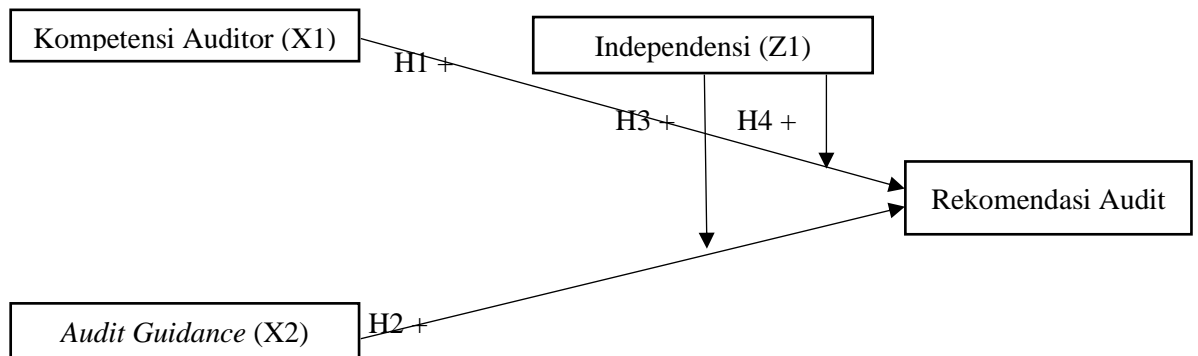 Kompetensi Auditor (X1)
Independensi (Z1)
H1 +
H3 +
H4 +
Rekomendasi Audit
H2 +
Audit Guidance (X2)